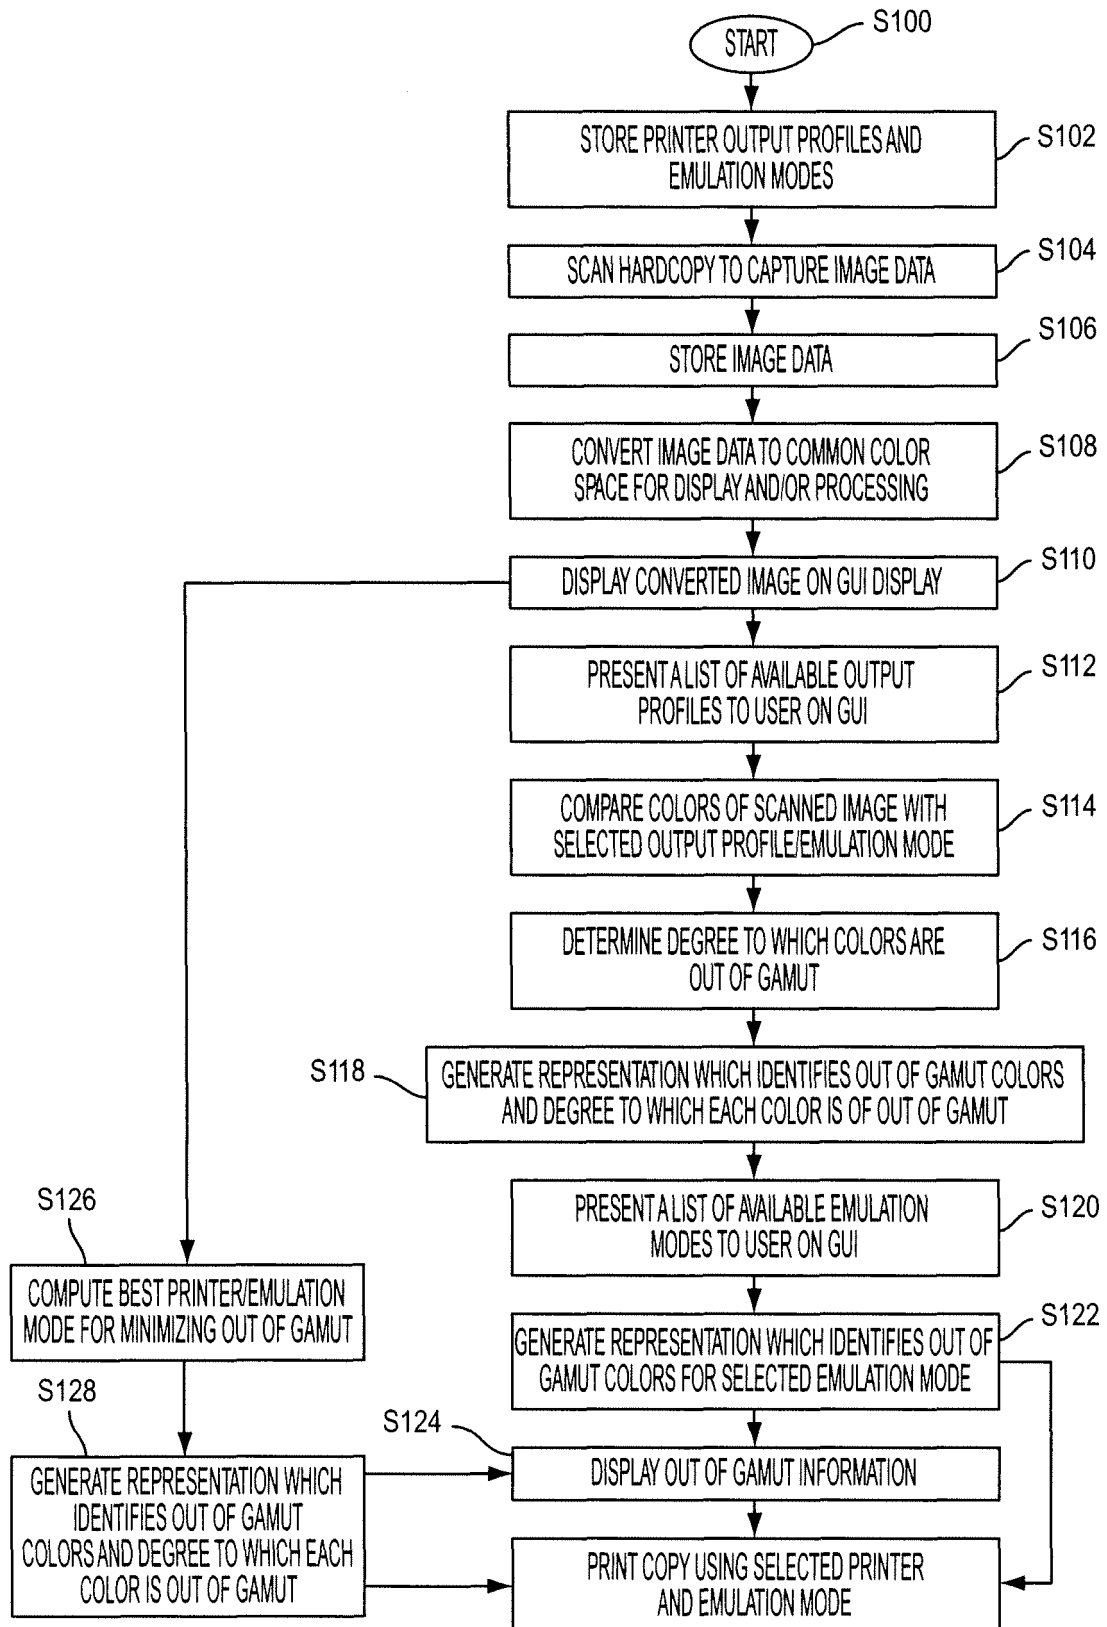 START
S100
STORE PRINTER OUTPUT PROFILES AND
EMULATION MODES
S102
SCAN HARDCOPY TO CAPTURE IMAGE DATA
S104
STORE IMAGE DATA
S106
CONVERT IMAGE DATA TO COMMON COLOR
SPACE FOR DISPLAY AND/OR PROCESSING
S108
DISPLAY CONVERTED IMAGE ON GUI DISPLAY
S110
PRESENT A LIST OF AVAILABLE OUTPUT
PROFILES TO USER ON GUI
S112
COMPARE COLORS OF SCANNED IMAGE WITH
SELECTED OUTPUT PROFILE/EMULATION MODE
S114
DETERMINE DEGREE TO WHICH COLORS ARE
OUT OF GAMUT
S116
S118
GENERATE REPRESENTATION WHICH IDENTIFIES OUT OF GAMUT COLORS
AND DEGREE TO WHICH EACH COLOR IS OF OUT OF GAMUT
PRESENT A LIST OF AVAILABLE EMULATION
MODES TO USER ON GUI
S120
S126
COMPUTE BEST PRINTER/EMULATION
MODE FOR MINIMIZING OUT OF GAMUT
GENERATE REPRESENTATION WHICH IDENTIFIES OUT OF
GAMUT COLORS FOR SELECTED EMULATION MODE
S122
S128
GENERATE REPRESENTATION WHICH
IDENTIFIES OUT OF GAMUT
COLORS AND DEGREE TO WHICH EACH
COLOR IS OUT OF GAMUT
S124
DISPLAY OUT OF GAMUT INFORMATION
PRINT COPY USING SELECTED PRINTER
AND EMULATION MODE